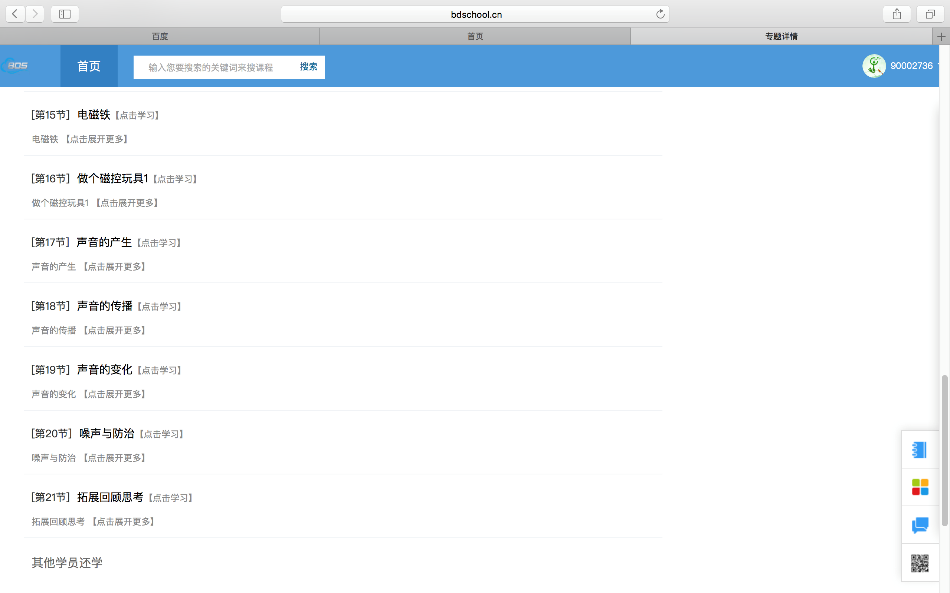 bdschool.cn
百度
首页
专题详情
BDS
首页
输入您要搜索的关键词来搜课程
搜索
90002736
[第15节] 电磁铁【点击学习】
电磁铁 【点击展开更多】
[第16节] 做个磁控玩具1【点击学习】
做个磁控玩具1 【点击展开更多】
[第17节] 声音的产生【点击学习】
声音的产生 【点击展开更多】
[第18节] 声音的传播【点击学习】
声音的传播 【点击展开更多】
[第19节] 声音的变化【点击学习】
声音的变化 【点击展开更多】
[第20节] 噪声与防治【点击学习】
噪声与防治 【点击展开更多】
[第21节] 拓展回顾思考【点击学习】
拓展回顾思考 【点击展开更多】
其他学员还学